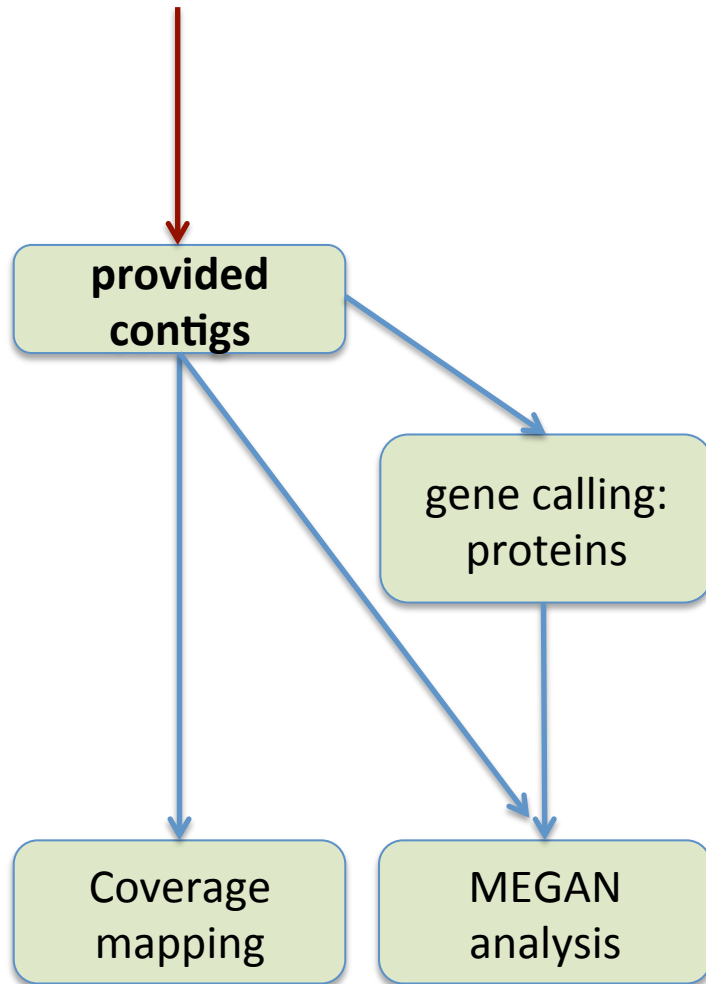 provided
contigs
gene calling:
proteins
Coverage
mapping
MEGAN
analysis